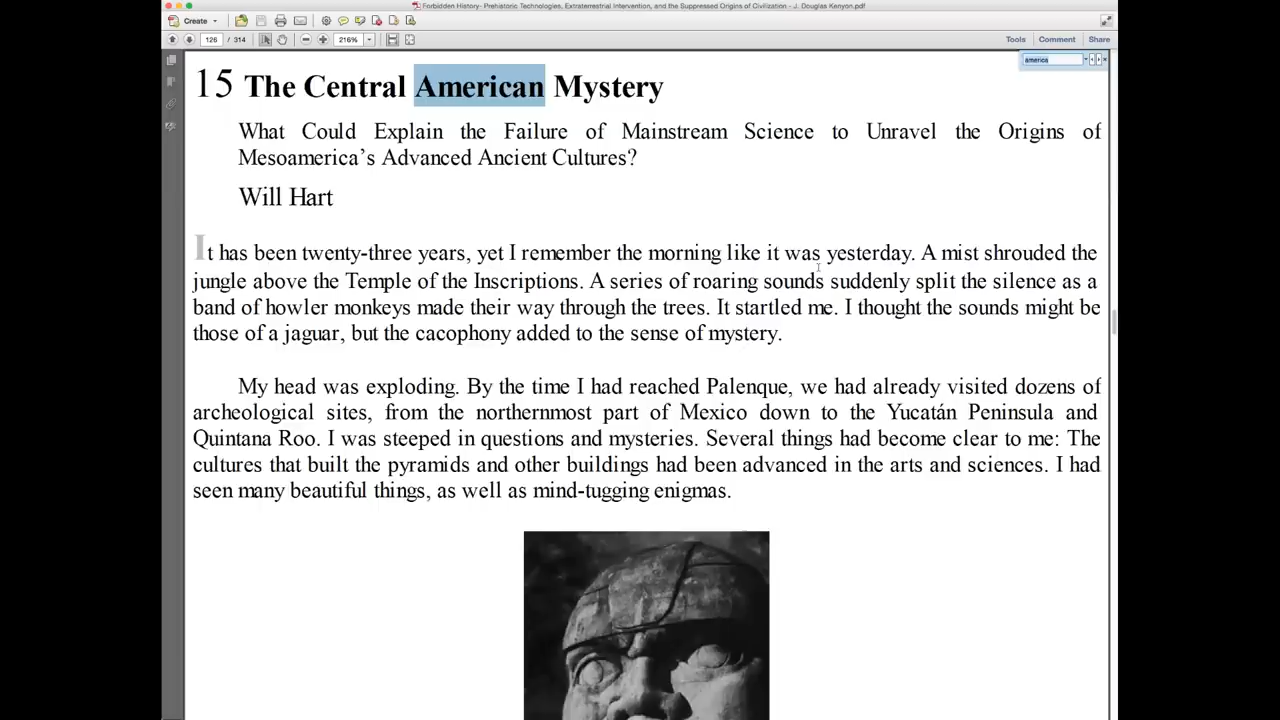 Forbidden History- Prehistoric Technologies, Extraterrestrial Intervention, and the Suppressed Origins of Civilization - J. Douglas Kenyon.pdf
Create
126 / 314
216%
Tools Comment Share
america
15 The Central American Mystery
What Could Explain the Failure of Mainstream Science to Unravel the Origins of
Mesoamerica’s Advanced Ancient Cultures?
Will Hart
It has been twenty-three years, yet I remember the morning like it was yesterday. A mist shrouded the
jungle above the Temple of the Inscriptions. A series of roaring sounds suddenly split the silence as a
band of howler monkeys made their way through the trees. It startled me. I thought the sounds might be
those of a jaguar, but the cacophony added to the sense of mystery.
My head was exploding. By the time I had reached Palenque, we had already visited dozens of
archeological sites, from the northernmost part of Mexico down to the Yucatán Peninsula and
Quintana Roo. I was steeped in questions and mysteries. Several things had become clear to me: The
cultures that built the pyramids and other buildings had been advanced in the arts and sciences. I had
seen many beautiful things, as well as mind-tugging enigmas.